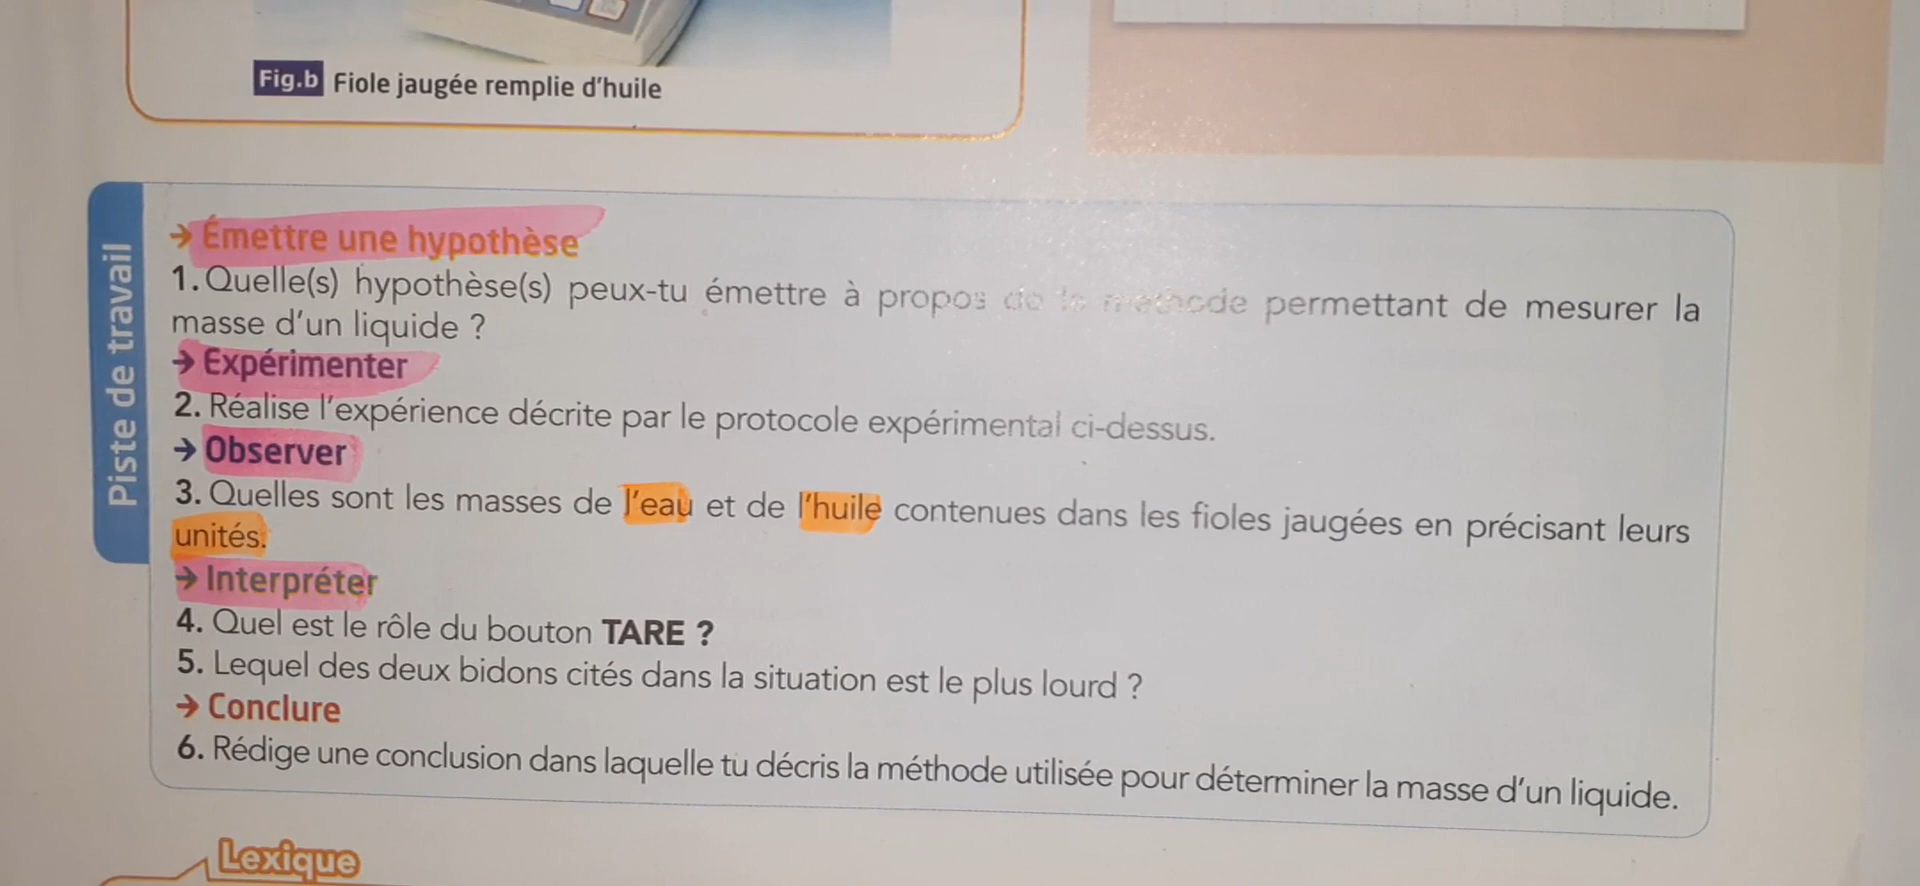 Fig.b Fiole jaugée remplie d'huile
Piste de travail
→ Émettre une hypothèse
1. Quelle(s) hypothèse(s) peux-tu émettre à propos de la méthode permettant de mesurer la
masse d'un liquide ?
→ Expérimenter
2. Réalise l'expérience décrite par le protocole expérimental ci-dessus.
→ Observer
3. Quelles sont les masses de l'eau et de l'huile contenues dans les fioles jaugées en précisant leurs
unités.
→ Interpréter
4. Quel est le rôle du bouton TARE ?
5. Lequel des deux bidons cités dans la situation est le plus lourd ?
→ Conclure
6. Rédige une conclusion dans laquelle tu décris la méthode utilisée pour déterminer la masse d'un liquide.
Lexique